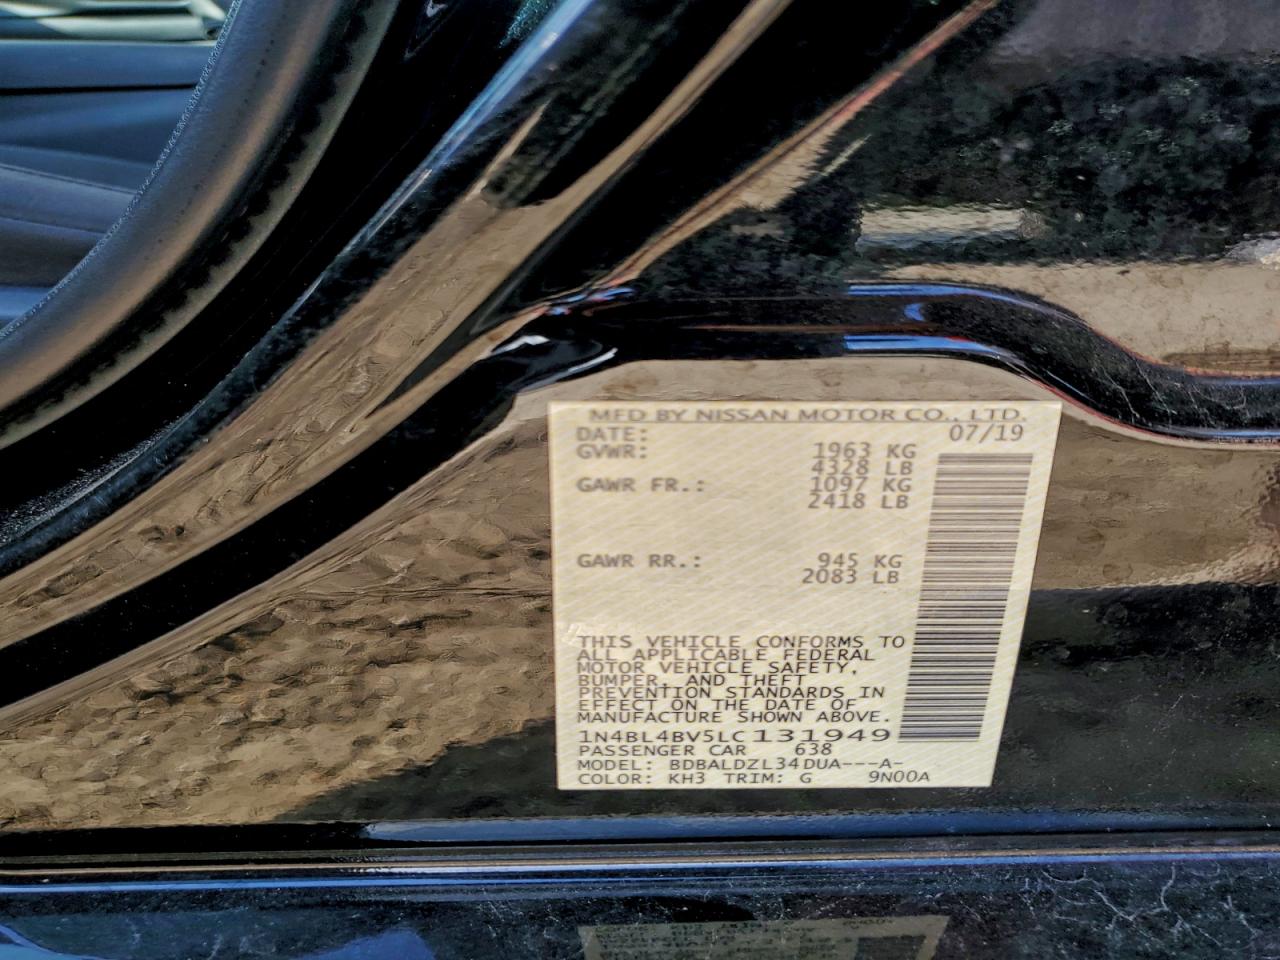 MFD BY NISSAN MOTOR CO., LTD.
DATE: 07/19
GVWR: 1963 KG
4328 LB
GAWR FR.: 1097 KG
2418 LB
GAWR RR.: 945 KG
2083 LB
THIS VEHICLE CONFORMS TO
ALL APPLICABLE FEDERAL
MOTOR VEHICLE SAFETY,
BUMPER, AND THEFT
PREVENTION STANDARDS IN
EFFECT ON THE DATE OF
MANUFACTURE SHOWN ABOVE.
1N4BL4BV5LC131949
PASSENGER CAR 638
MODEL: BDBALDZL34DUA---A-
COLOR: KH3 TRIM: G 9N00A